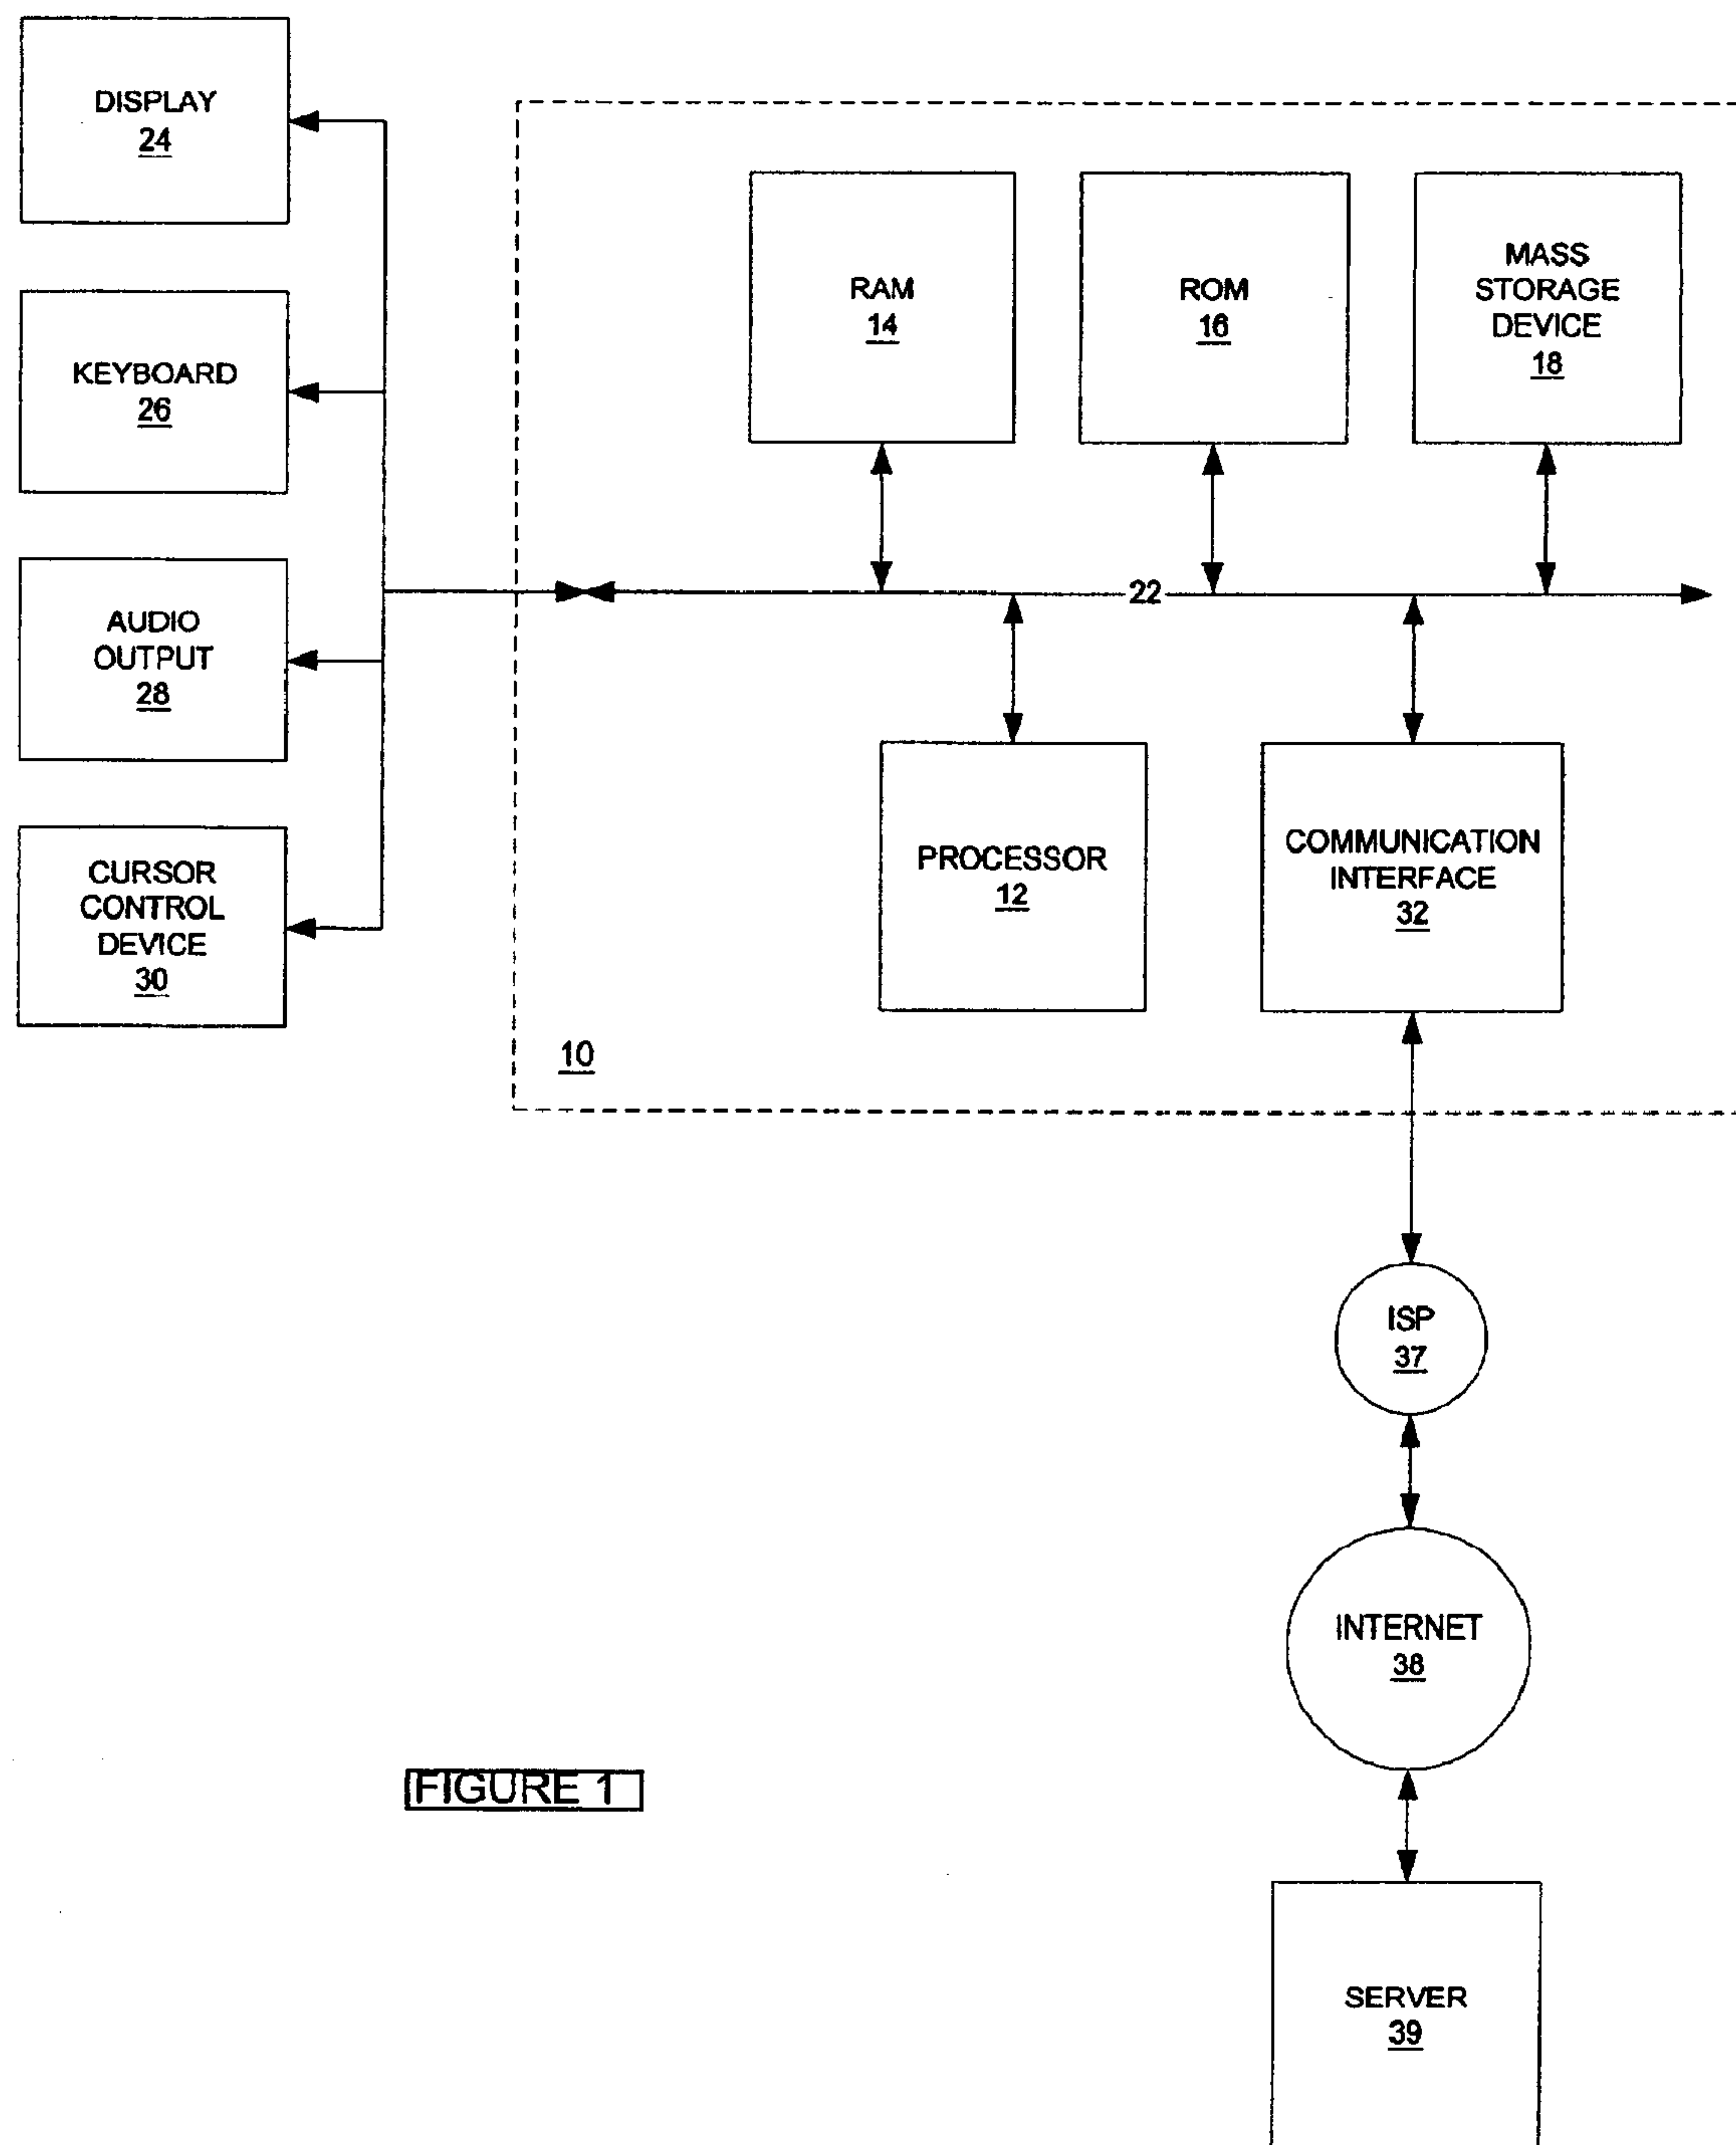 DISPLAY
24
KEYBOARD
26
AUDIO
OUTPUT
28
CURSOR
CONTROL
DEVICE
30
RAM
14
ROM
16
MASS
STORAGE
DEVICE
18
22
PROCESSOR
12
COMMUNICATION
INTERFACE
32
10
ISP
37
INTERNET
38
SERVER
39
FIGURE 1